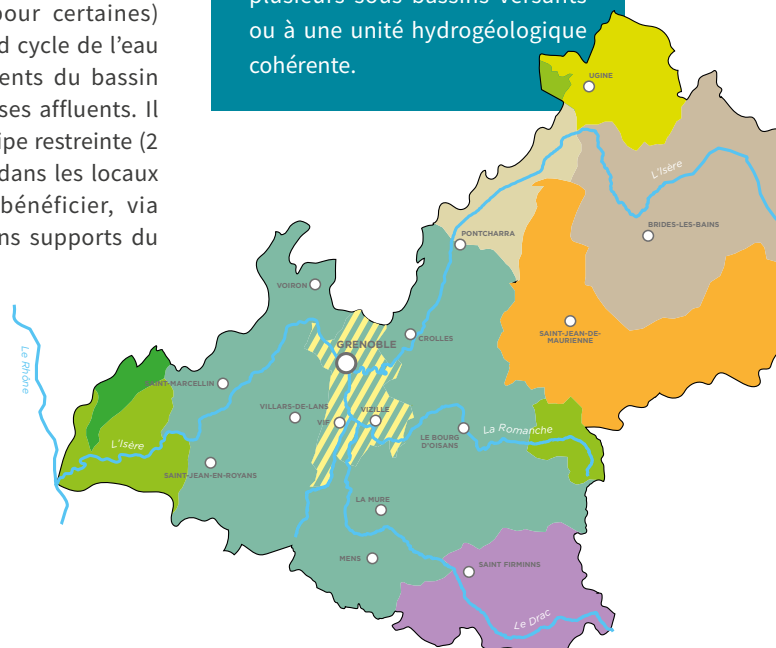 pour certaines)
d cycle de l’eau
ents du bassin
ses affluents. Il
ipe restreinte (2
dans les locaux
bénéficier, via
ns supports du
plusieurs sous-bassins versants
ou à une unité hydrogéologique
cohérente.
UGINE
L'Isère
BRIDES-LES-BAINS
PONTCHARRA
VOIRON
SAINT-JEAN-DE-
MAURIENNE
CROLLES
GRENOBLE
Le Rhône
SAINT-MARCELLIN
VILLARS-DE-LANS
VIF
VIZILLE
LE BOURG
D'OISANS
La Romanche
L'Isère
SAINT-JEAN-EN-ROYANS
LA MURE
MENS
SAINT FIRMINNS
Le Drac